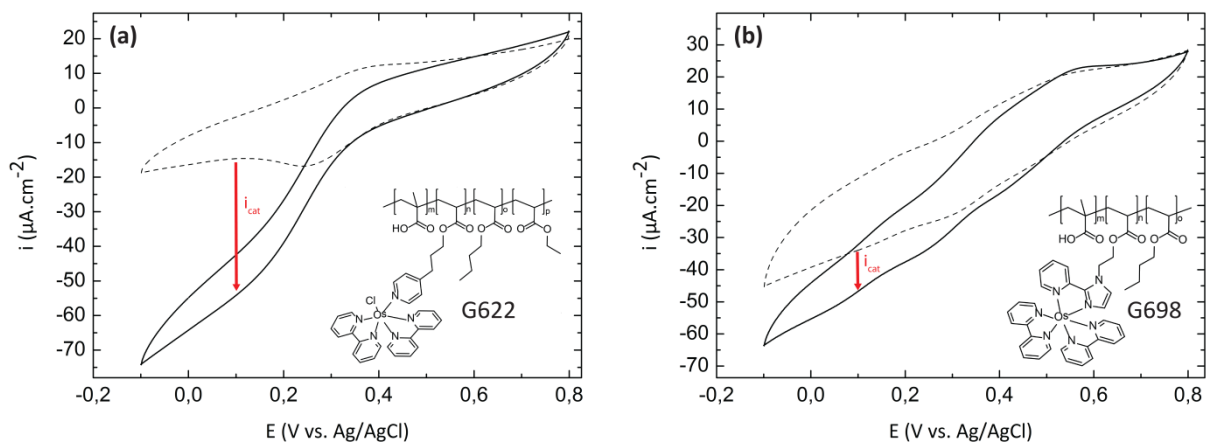 (a)
20
10
0
-10
-20
-30
-40
-50
-60
-70
i (µA.cm-2)
-0,2 0,0 0,2 0,4 0,6 0,8
E (V vs. Ag/AgCl)
icat
m n o p
HO O O O O O O O
N
Cl
Os
N N N N
G622
(b)
30
20
10
0
-10
-20
-30
-40
-50
-60
-70
i (µA.cm-2)
-0,2 0,0 0,2 0,4 0,6 0,8
E (V vs. Ag/AgCl)
icat
m n o
HO O O O O O
N
N N
Os
N N N N
G698